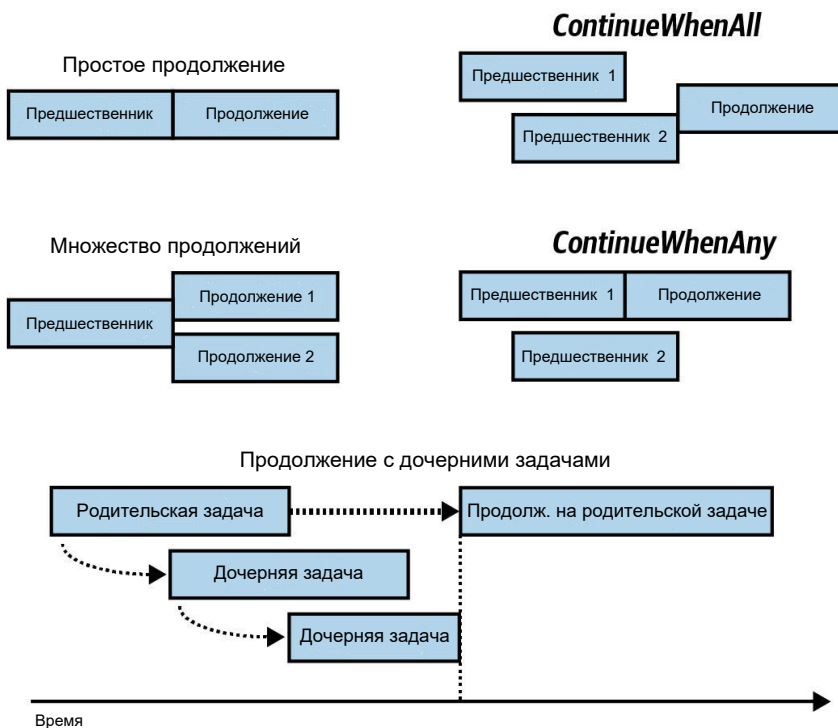 Простое продолжение
Предшественник
Продолжение
ContinueWhenAll
Предшественник 1
Предшественник 2
Продолжение
Множество продолжений
Предшественник
Продолжение 1
Продолжение 2
ContinueWhenAny
Предшественник 1
Продолжение
Предшественник 2
Продолжение с дочерними задачами
Родительская задача
Продолж. на родительской задаче
Дочерняя задача
Дочерняя задача
Время